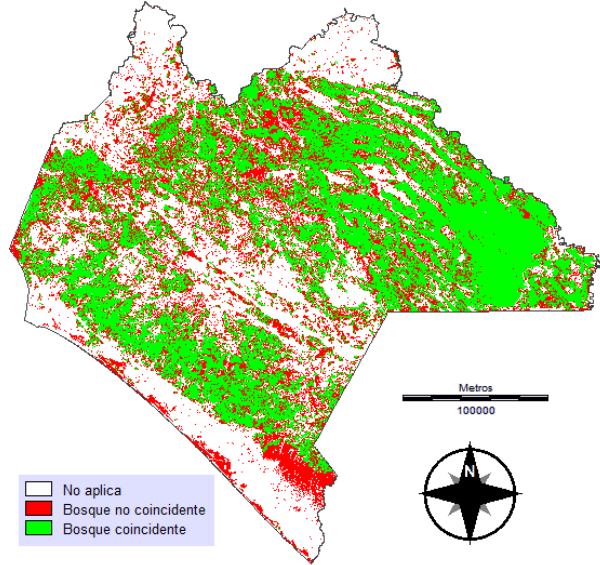 Metros
100000
N
No aplica
Bosque no coincidente
Bosque coincidente